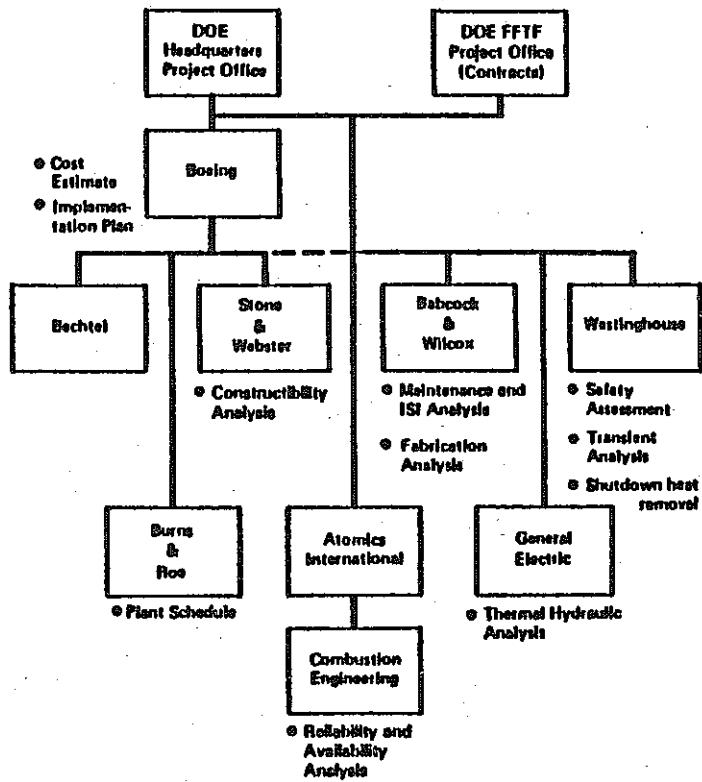 DOE
Headquarters
Project Office
DOE FFTF
Project Office
(Contracts)
Boeing
● Cost
Estimate
● Implemen-
tation Plan
Bechtel
Stone
&
Webster
● Constructibility
Analysis
Babcock
&
Wilcox
● Maintenance and
ISI Analysis
● Fabrication
Analysis
Westinghouse
● Safety
Assessment
● Transient
Analysis
● Shutdown heat
removal
Burns
&
Roe
● Plant Schedule
Atomics
International
General
Electric
● Thermal Hydraulic
Analysis
Combustion
Engineering
● Reliability and
Availability
Analysis